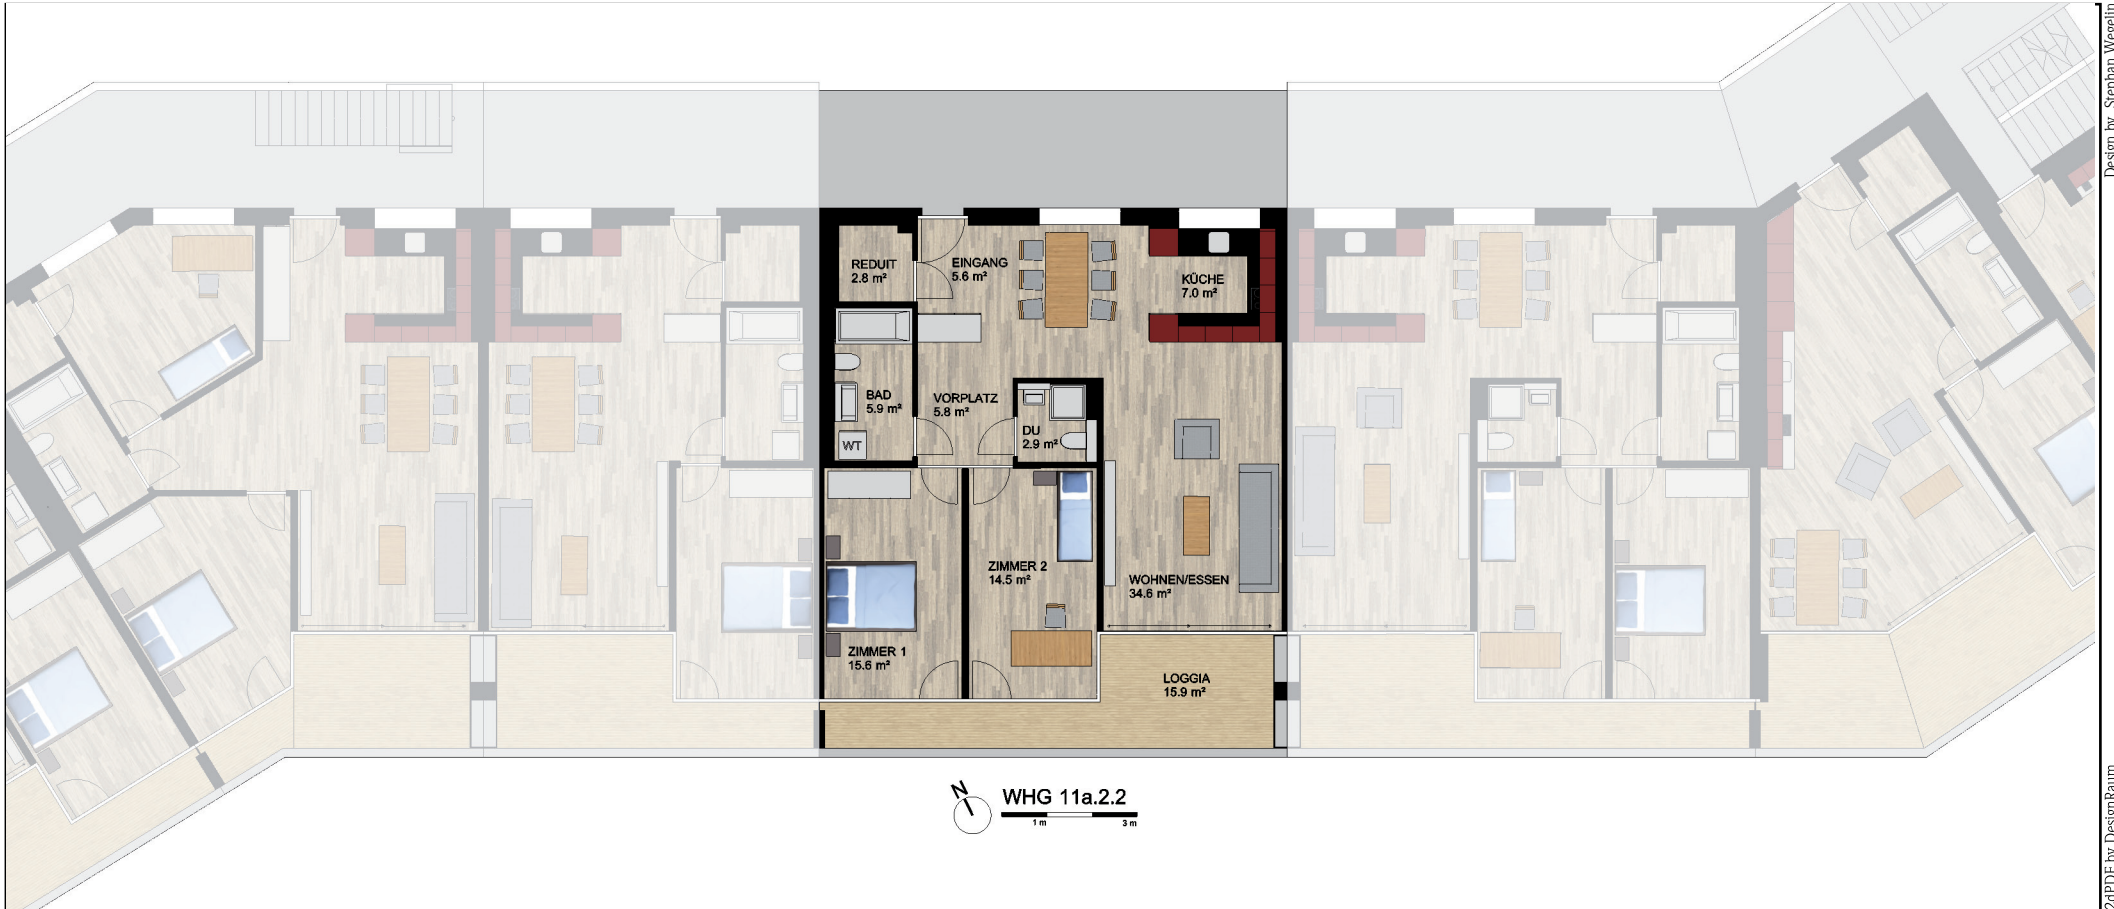 REDUIT
2.8 m²
EINGANG
5.6 m²
KÜCHE
7.0 m²
BAD
5.9 m²
WT
VORPLATZ
5.8 m²
DU
2.9 m²
ZIMMER 1
15.6 m²
ZIMMER 2
14.5 m²
WOHNEN/ESSEN
34.6 m²
LOGGIA
15.9 m²
N
WHG 11a.2.2
1 m
3 m
Design by Stephan Wegelin
2dPDF by DesignRaum